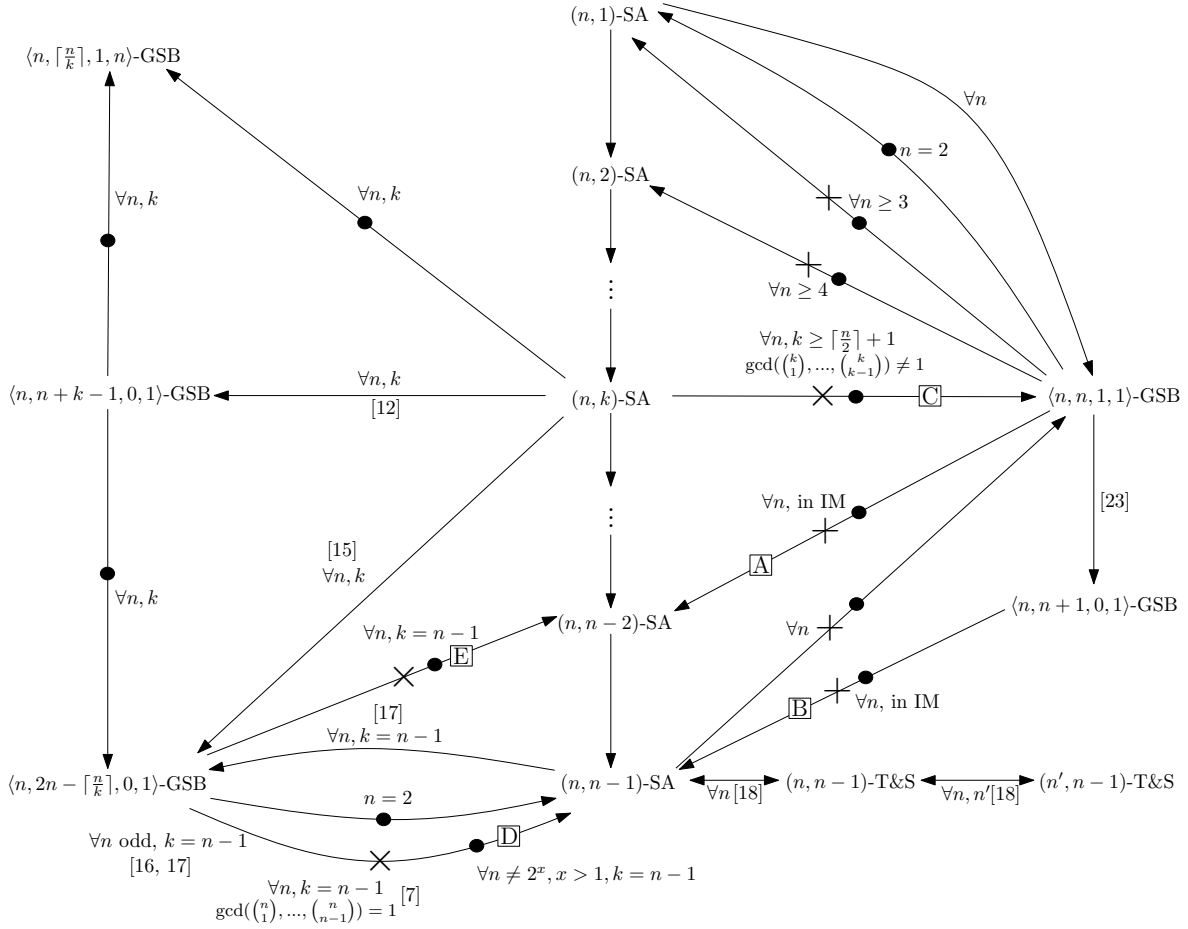 (n, 1)-SA
⟨n, ⌈n/k⌉, 1, n⟩-GSB
∀n
n = 2
(n, 2)-SA
∀n, k
∀n, k
∀n ≥ 3
∀n ≥ 4
⋮
∀n, k ≥ ⌈n/2⌉ + 1
gcd((k 1), ..., (k k−1)) ≠ 1
⟨n, n + k − 1, 0, 1⟩-GSB
∀n, k
[12]
(n, k)-SA
C
⟨n, n, 1, 1⟩-GSB
∀n, in IM
[23]
⋮
[15]
∀n, k
A
∀n, k
⟨n, n + 1, 0, 1⟩-GSB
(n, n − 2)-SA
∀n
∀n, k = n − 1
E
B
∀n, in IM
[17]
∀n, k = n − 1
⟨n, 2n − ⌈n/k⌉, 0, 1⟩-GSB
(n, n − 1)-SA
∀n [18]
(n, n − 1)-T&S
∀n, n′[18]
(n′, n − 1)-T&S
n = 2
∀n odd, k = n − 1
[16, 17]
D
∀n ≠ 2^x, x > 1, k = n − 1
∀n, k = n − 1
gcd((n 1), ..., (n n−1)) = 1
[7]